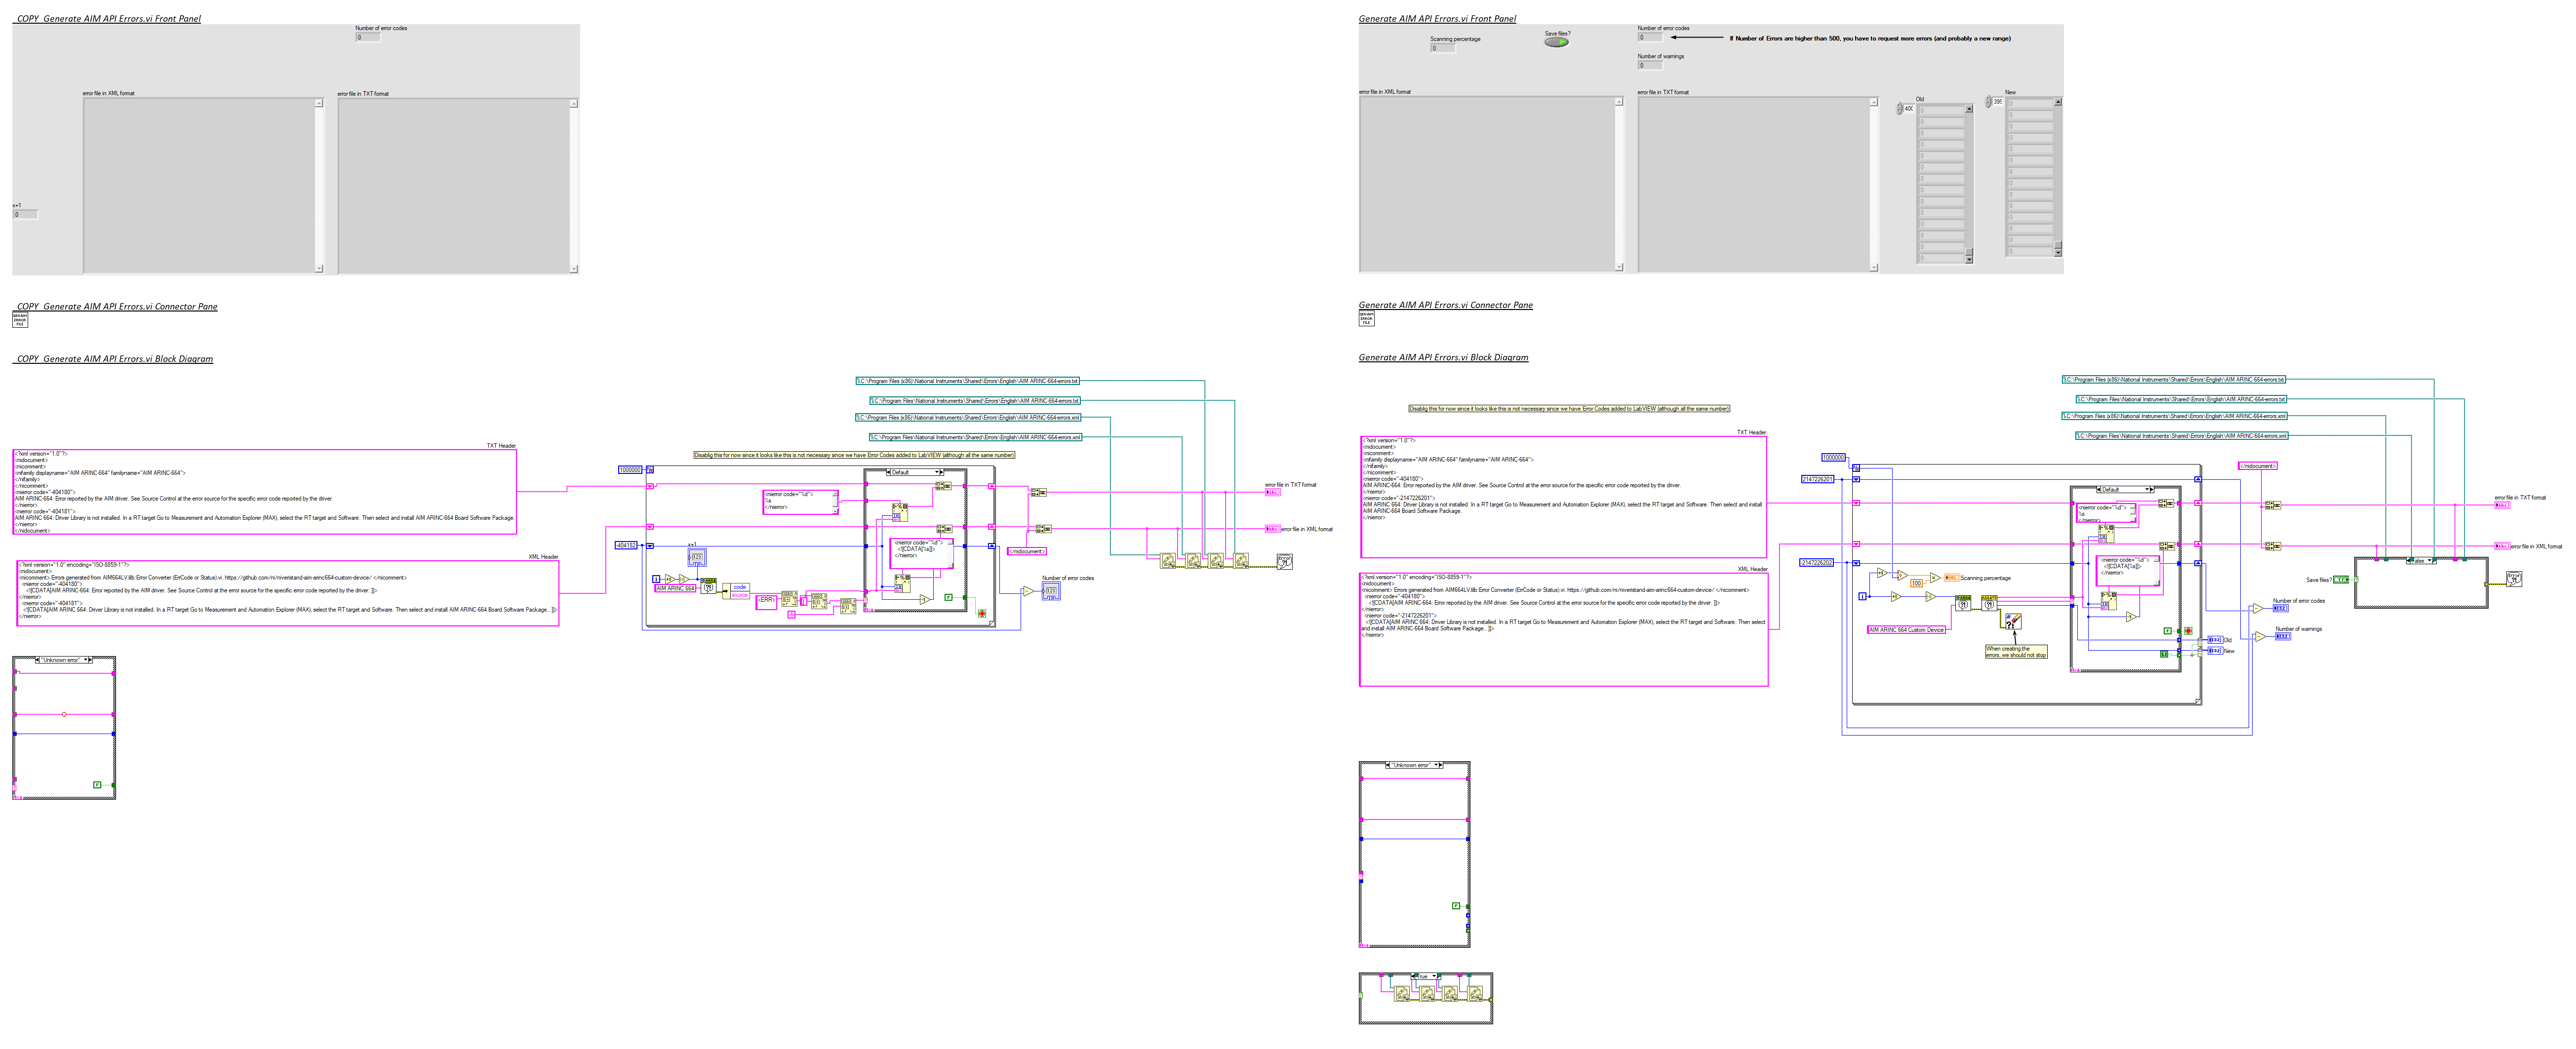 _COPY_Generate AIM API Errors.vi Front Panel
Number of error codes
0
error file in XML format
error file in TXT format
x+1
0
_COPY_Generate AIM API Errors.vi Connector Pane
GEN AIM
ERROR
FILE
_COPY_Generate AIM API Errors.vi Block Diagram
C:\Program Files (x86)\National Instruments\Shared\Errors\English\AIM ARINC-664-errors.txt
C:\Program Files\National Instruments\Shared\Errors\English\AIM ARINC-664-errors.txt
C:\Program Files (x86)\National Instruments\Shared\Errors\English\AIM ARINC-664-errors.xml
C:\Program Files\National Instruments\Shared\Errors\English\AIM ARINC-664-errors.xml
Disablig this for now since it looks like this is not necessary since we have Error Codes added to LabVIEW (although all the same number)
TXT Header
<?xml version="1.0"?>
<nidocument>
<nicomment>
<nifamily displayname="AIM ARINC-664" familyname="AIM ARINC-664">
</nifamily>
</nicomment>
<nierror code="-404180">
AIM ARINC-664: Error reported by the AIM driver. See Source Control at the error source for the specific error code reported by the driver.
</nierror>
<nierror code="-404181">
AIM ARINC 664: Driver Library is not installed. In a RT target Go to Measurement and Automation Explorer (MAX), select the RT target and Software. Then select and install AIM ARINC-664 Board Software Package.
</nierror>
</nidocument>
XML Header
<?xml version="1.0" encoding="ISO-8859-1"?>
<nidocument>
<nicomment> Errors generated from AIM664LV.lib:Error Converter (ErrCode or Status).vi. https://github.com/ni/niveristand-aim-arinc664-custom-device/ </nicomment>
<nierror code="-404180">
<![CDATA[AIM ARINC-664: Error reported by the AIM driver. See Source Control at the error source for the specific error code reported by the driver. ]]>
</nierror>
<nierror code="-404181">
<![CDATA[AIM ARINC 664: Driver Library is not installed. In a RT target Go to Measurement and Automation Explorer (MAX), select the RT target and Software. Then select and install AIM ARINC-664 Board Software Package.. ]]>
</nierror>
1000000
Default
<nierror code="%d">
%s
</nierror>
<nierror code="%d">
<![CDATA[%s]]>
</nierror>
-404182
x+1
AIM ARINC 664
code
source
<ERR>
</nidocument>
error file in TXT format
error file in XML format
Number of error codes
"Unknown error"
Generate AIM API Errors.vi Front Panel
Scanning percentage
0
Save files?
Number of error codes
0
If Number of Errors are higher than 500, you have to request more errors (and probably a new range)
Number of warnings
0
error file in XML format
error file in TXT format
Old
New
Generate AIM API Errors.vi Connector Pane
GEN AIM
ERROR
FILE
Generate AIM API Errors.vi Block Diagram
C:\Program Files (x86)\National Instruments\Shared\Errors\English\AIM ARINC 664-errors.txt
C:\Program Files\National Instruments\Shared\Errors\English\AIM ARINC-664-errors.txt
C:\Program Files (x86)\National Instruments\Shared\Errors\English\AIM ARINC-664-errors.xml
C:\Program Files\National Instruments\Shared\Errors\English\AIM ARINC-664-errors.xml
Disablig this for now since it looks like this is not necessary since we have Error Codes added to LabVIEW (although all the same number)
TXT Header
<?xml version="1.0"?>
<nidocument>
<nicomment>
<nifamily displayname="AIM ARINC-664" familyname="AIM ARINC-664">
</nifamily>
</nicomment>
<nierror code="-404180">
AIM ARINC-664: Error reported by the AIM driver. See Source Control at the error source for the specific error code reported by the driver.
</nierror>
<nierror code="-2147226201">
AIM ARINC 664: Driver Library is not installed. In a RT target Go to Measurement and Automation Explorer (MAX), select the RT target and Software. Then select and install
AIM ARINC-664 Board Software Package.
</nierror>
XML Header
<?xml version="1.0" encoding="ISO-8859-1"?>
<nidocument>
<nicomment> Errors generated from AIM664LV.lib:Error Converter (ErrCode or Status).vi. https://github.com/ni/niveristand-aim-arinc664-custom-device/ </nicomment>
<nierror code="-404180">
<![CDATA[AIM ARINC-664: Error reported by the AIM driver. See Source Control at the error source for the specific error code reported by the driver. ]]>
</nierror>
<nierror code="-2147226201">
<![CDATA[AIM ARINC 664: Driver Library is not installed. In a RT target Go to Measurement and Automation Explorer (MAX), select the RT target and Software. Then select
and install AIM ARINC-664 Board Software Package.. ]]>
</nierror>
1000000
2147226201
-2147226202
100
Scanning percentage
AIM ARINC 664 Custom Device
When creating the
errors, we should not stop
Default
<nierror code="%d">
%s
</nierror>
<nierror code="%d">
<![CDATA[%s]]>
</nierror>
</nidocument>
error file in TXT format
error file in XML format
Save files?
False
Number of error codes
Number of warnings
Old
New
"Unknown error"
True